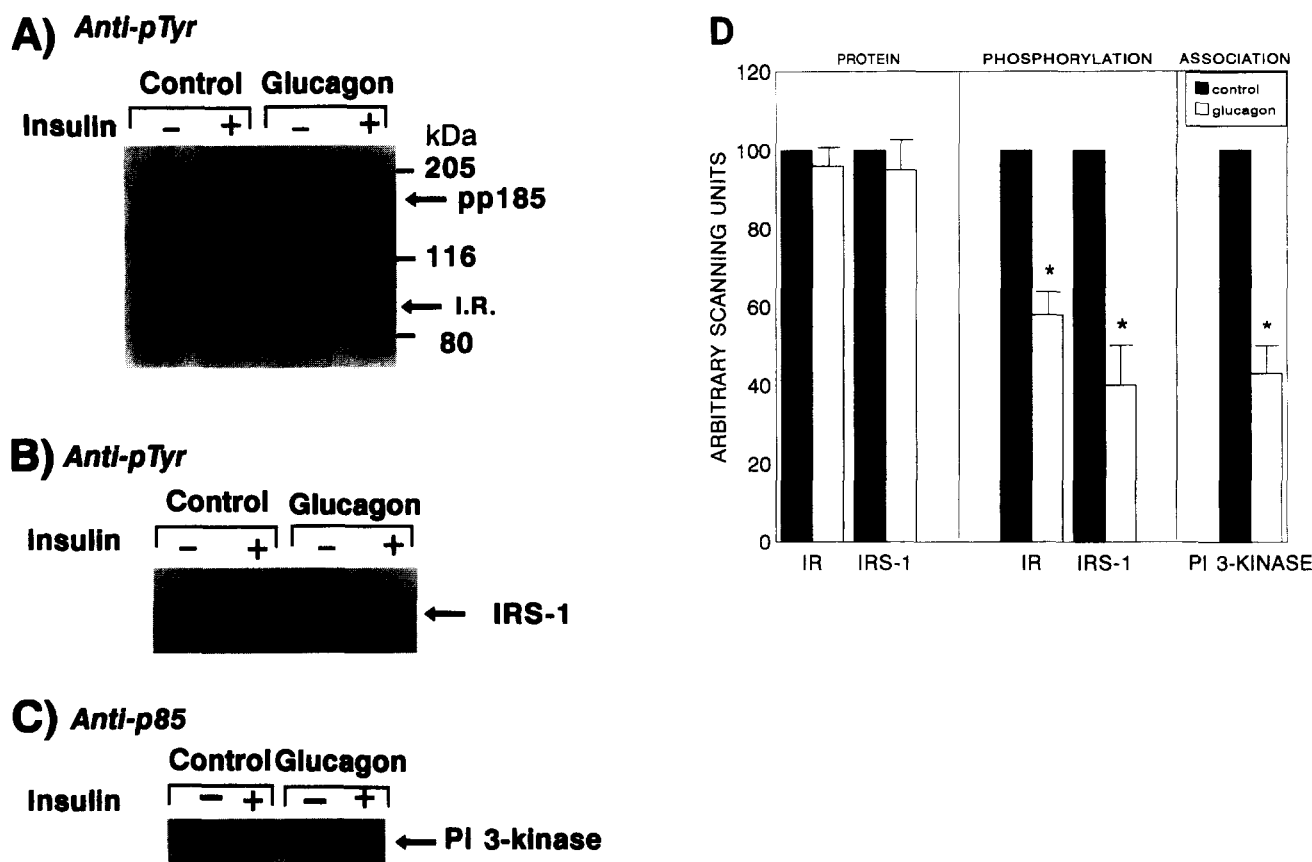 A) Anti-pTyr
Control Glucagon
Insulin − + − +
kDa
205
pp185
116
I.R.
80
B) Anti-pTyr
Control Glucagon
Insulin − + − +
IRS-1
C) Anti-p85
Control Glucagon
Insulin − + − +
PI 3-kinase
D
PROTEIN PHOSPHORYLATION ASSOCIATION
control
glucagon
ARBITRARY SCANNING UNITS
120
100
80
60
40
20
0
* * *
IR IRS-1 IR IRS-1 PI 3-KINASE